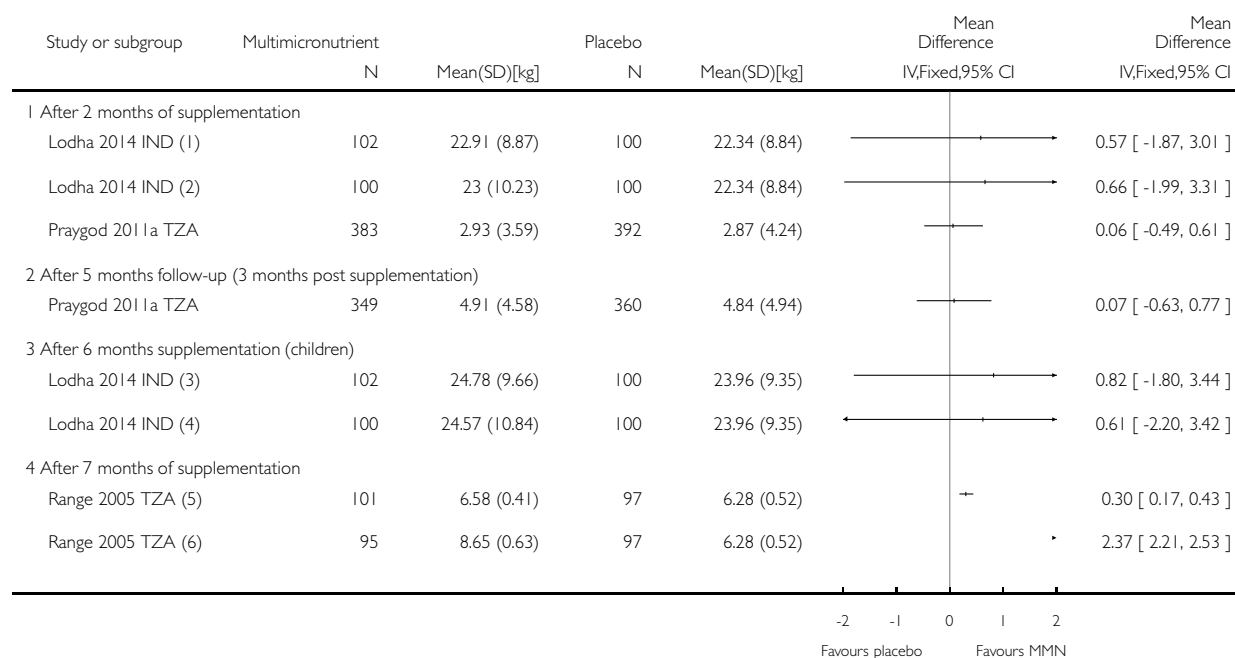 Mean Mean
Study or subgroup Multimicronutrient Placebo Difference Difference
N Mean(SD)[kg] N Mean(SD)[kg] IV,Fixed,95% CI IV,Fixed,95% CI
1 After 2 months of supplementation
Lodha 2014 IND (1) 102 22.91 (8.87) 100 22.34 (8.84) 0.57 [ -1.87, 3.01 ]
Lodha 2014 IND (2) 100 23 (10.23) 100 22.34 (8.84) 0.66 [ -1.99, 3.31 ]
Praygod 2011a TZA 383 2.93 (3.59) 392 2.87 (4.24) 0.06 [ -0.49, 0.61 ]
2 After 5 months follow-up (3 months post supplementation)
Praygod 2011a TZA 349 4.91 (4.58) 360 4.84 (4.94) 0.07 [ -0.63, 0.77 ]
3 After 6 months supplementation (children)
Lodha 2014 IND (3) 102 24.78 (9.66) 100 23.96 (9.35) 0.82 [ -1.80, 3.44 ]
Lodha 2014 IND (4) 100 24.57 (10.84) 100 23.96 (9.35) 0.61 [ -2.20, 3.42 ]
4 After 7 months of supplementation
Range 2005 TZA (5) 101 6.58 (0.41) 97 6.28 (0.52) 0.30 [ 0.17, 0.43 ]
Range 2005 TZA (6) 95 8.65 (0.63) 97 6.28 (0.52) 2.37 [ 2.21, 2.53 ]
-2 -1 0 1 2
Favours placebo Favours MMN